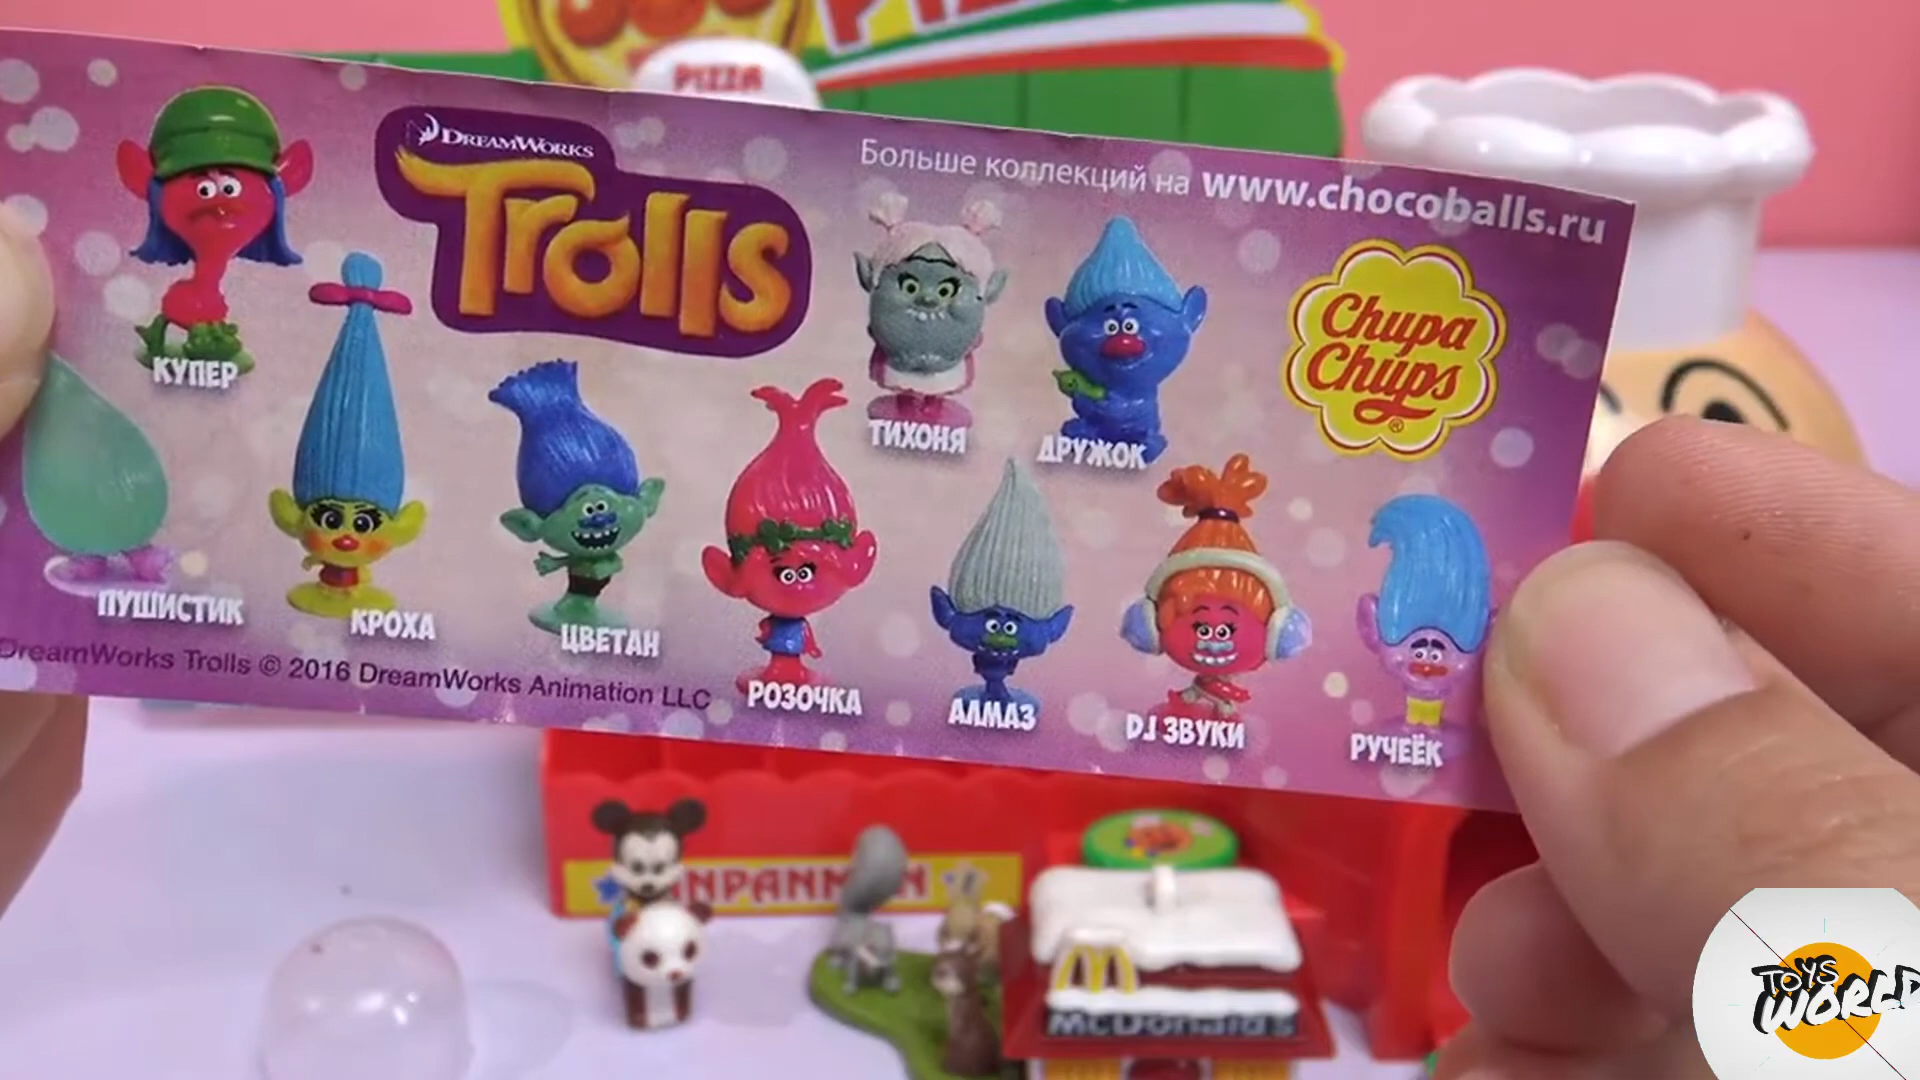 PIZZA
DreamWorks
Trolls
Больше коллекций на www.chocoballs.ru
Chupa
Chups
®
КУПЕР
ТИХОНЯ
ДРУЖОК
ПУШИСТИК
КРОХА
ЦВЕТАН
РОЗОЧКА
АЛМАЗ
DJ ЗВУКИ
РУЧЕЁК
DreamWorks Trolls © 2016 DreamWorks Animation LLC
McDonald's
TOYS
WORLD